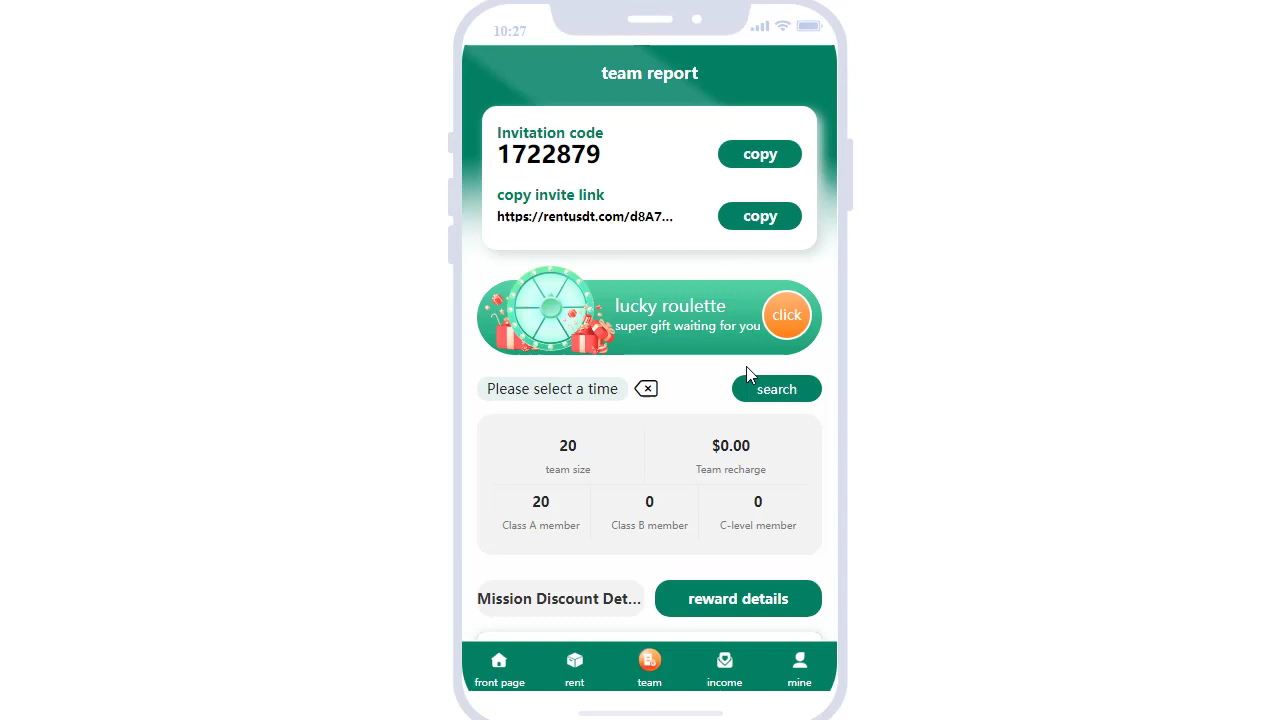 10:27
team report
Invitation code
1722879
copy
copy invite link
https://rentusdt.com/d8A7...
copy
lucky roulette
super gift waiting for you
click
Please select a time
search
20
$0.00
team size
Team recharge
20
0
0
Class A member
Class B member
C-level member
Mission Discount Det...
reward details
front page
rent
team
income
mine